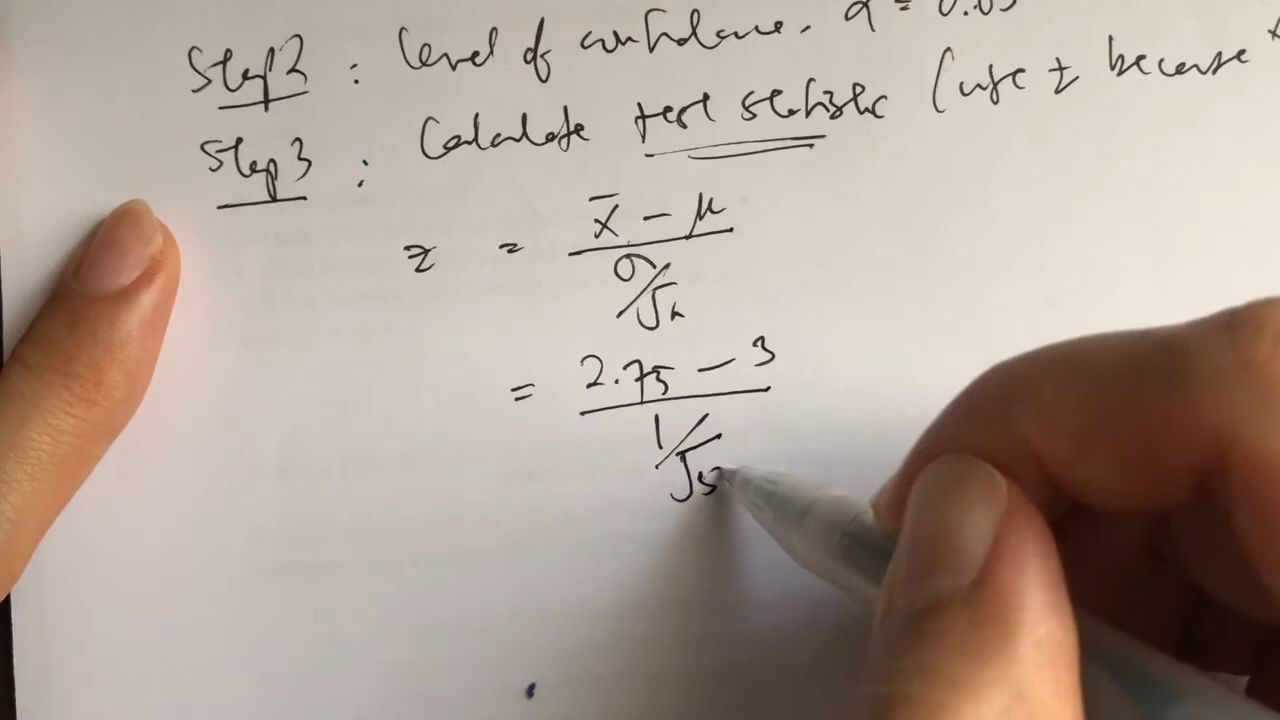 Step 2 : level of confidence. α = 0.05
Step 3 : Calculate test statistic (use ± because
z = x̄ - μ / σ/√n
= 2.75 - 3 / 1/√5